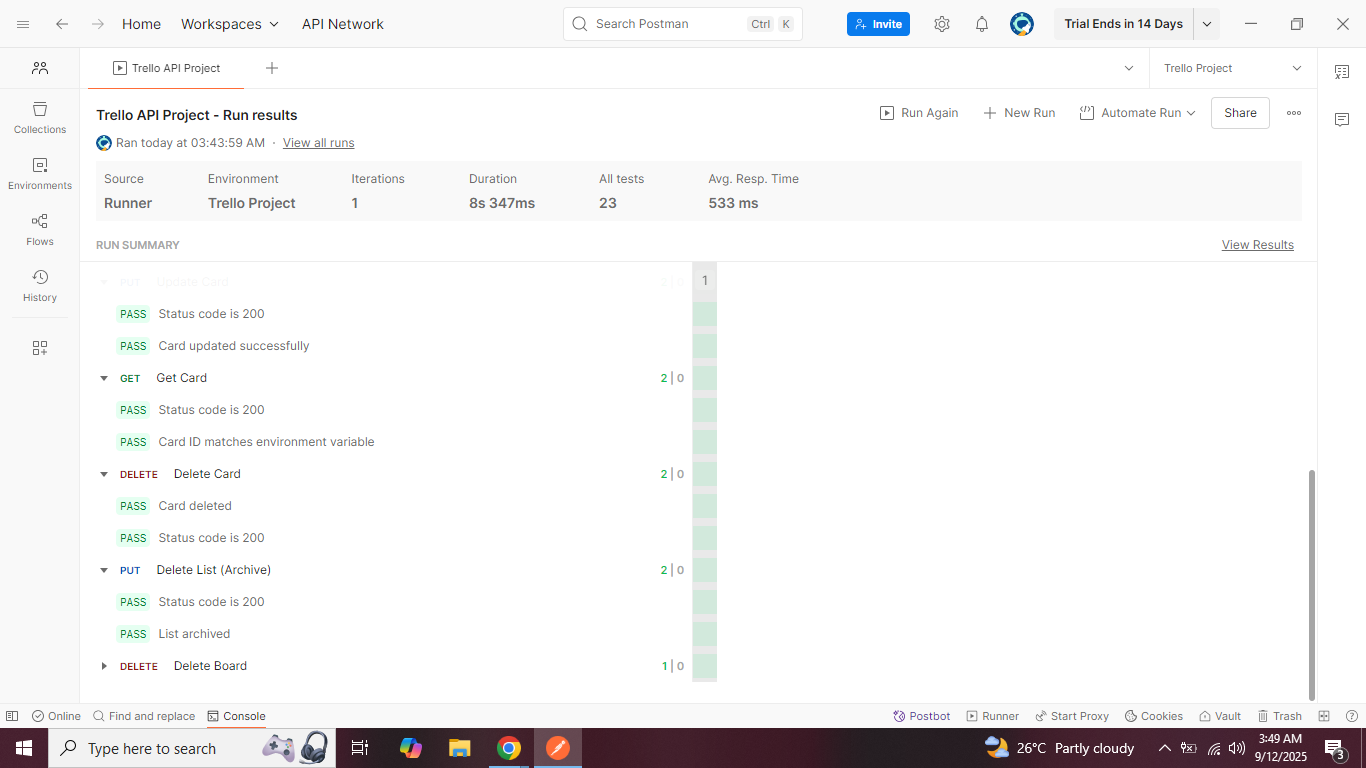 Home Workspaces API Network Search Postman Ctrl K Invite Trial Ends in 14 Days
Trello API Project Trello Project
Collections
Environments
Flows
History
Trello API Project - Run results Run Again New Run Automate Run Share
Ran today at 03:43:59 AM · View all runs
Source Environment Iterations Duration All tests Avg. Resp. Time
Runner Trello Project 1 8s 347ms 23 533 ms
RUN SUMMARY View Results
PUT Update Card 2 | 0 1
PASS Status code is 200
PASS Card updated successfully
GET Get Card 2 | 0
PASS Status code is 200
PASS Card ID matches environment variable
DELETE Delete Card 2 | 0
PASS Card deleted
PASS Status code is 200
PUT Delete List (Archive) 2 | 0
PASS Status code is 200
PASS List archived
DELETE Delete Board 1 | 0
Online Find and replace Console Postbot Runner Start Proxy Cookies Vault Trash
Type here to search 26°C Partly cloudy 3:49 AM
9/12/2025 3